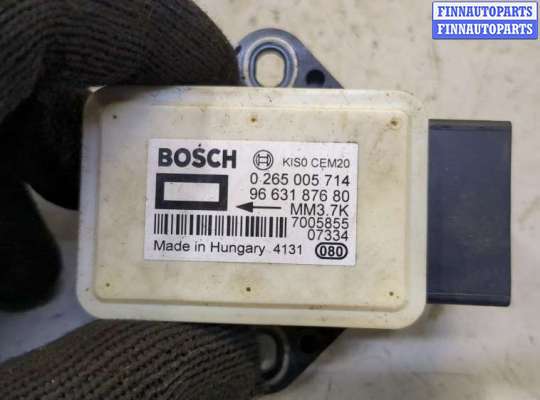 FINNAUTOPARTS
FINNAUTOPARTS
BOSCH KIS0 CEM20
0 265 005 714
96 631 876 80
MM3.7K
7005855
07334
Made in Hungary 4131 080